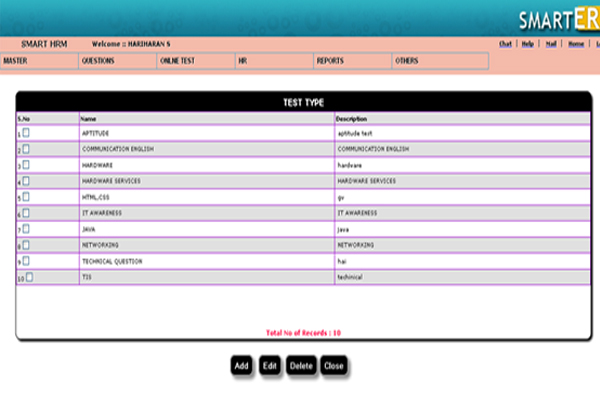 SMARTER
SMART HRM Welcome :: HARIHARAN S Chat | Help | Mail | Home |
MASTER QUESTIONS ONLINE TEST HR REPORTS OTHERS
TEST TYPE
S.No Name Description
1 APTITUDE aptitude test
2 COMMUNICATION ENGLISH COMMUNICATION ENGLISH
3 HARDWARE hardware
4 HARDWARE SERVICES HARDWARE SERVICES
5 HTML,CSS gv
6 IT AWARENESS IT AWARENESS
7 JAVA Java
8 NETWORKING NETWORKING
9 TECHNICAL QUESTION hai
10 TIS techinical
Total No of Records : 10
Add Edit Delete Close